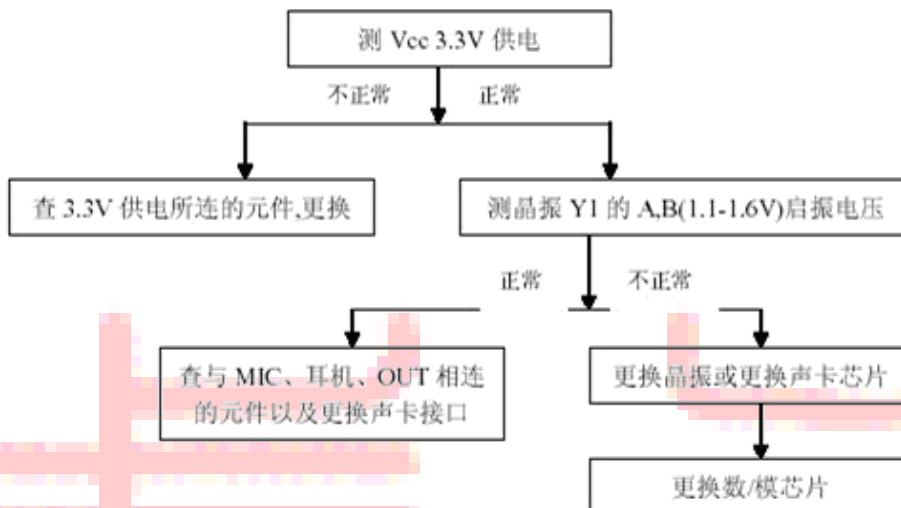 测 Vcc 3.3V 供电
不正常
正常
查 3.3V 供电所连的元件,更换
测晶振 Y1 的 A,B(1.1-1.6V)启振电压
正常
不正常
查与 MIC、耳机、OUT 相连
的元件以及更换声卡接口
更换晶振或更换声卡芯片
更换数/模芯片